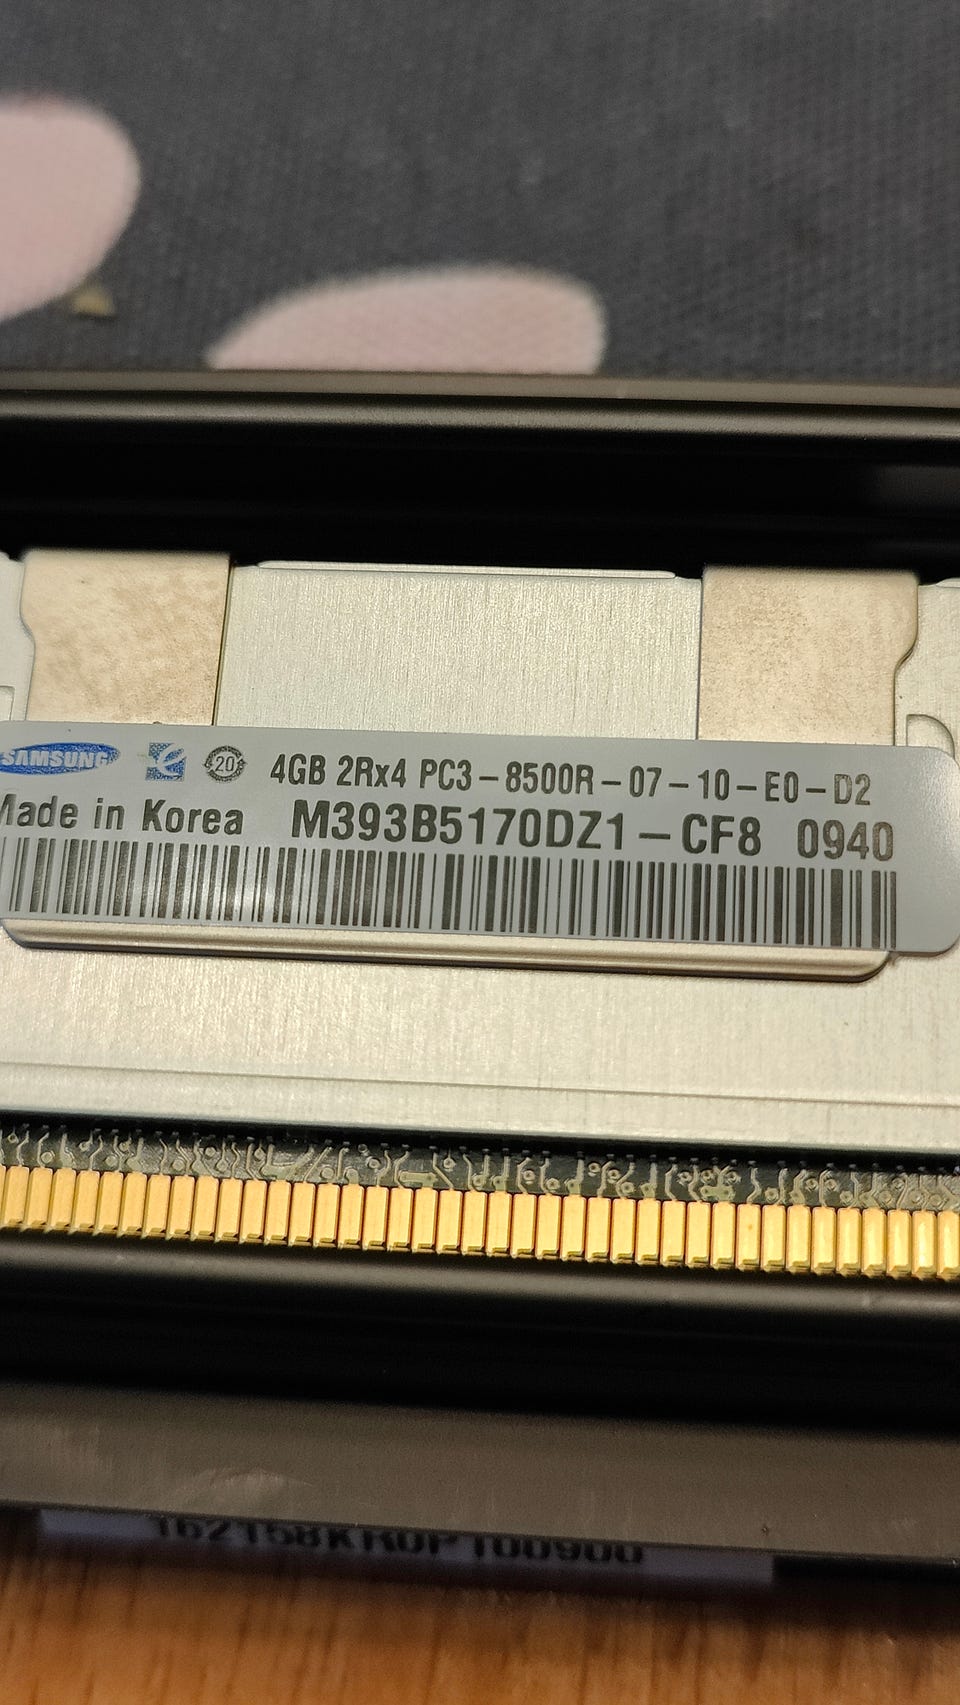 SAMSUNG 20 4GB 2Rx4 PC3-8500R-07-10-E0-D2
Made in Korea M393B5170DZ1-CF8 0940